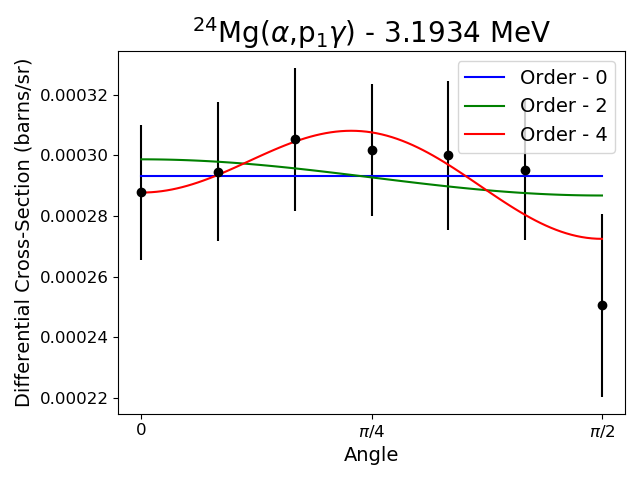 ²⁴Mg(α,p₁γ) - 3.1934 MeV
Differential Cross-Section (barns/sr)
0.00032
0.00030
0.00028
0.00026
0.00024
0.00022
Order - 0
Order - 2
Order - 4
0
π/4
π/2
Angle